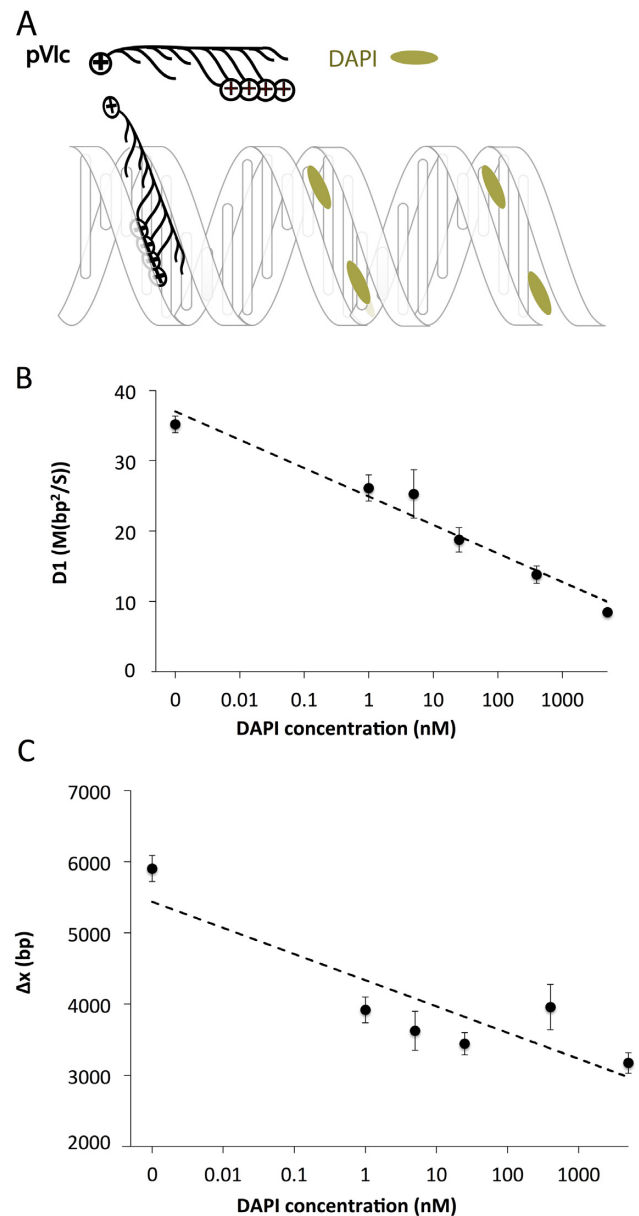 A
pVIc
DAPI
B
D1 (M(bp²/S))
40
30
20
10
0
0 0.01 0.1 1 10 100 1000
DAPI concentration (nM)
C
Δx (bp)
7000
6000
5000
4000
3000
2000
0 0.01 0.1 1 10 100 1000
DAPI concentration (nM)